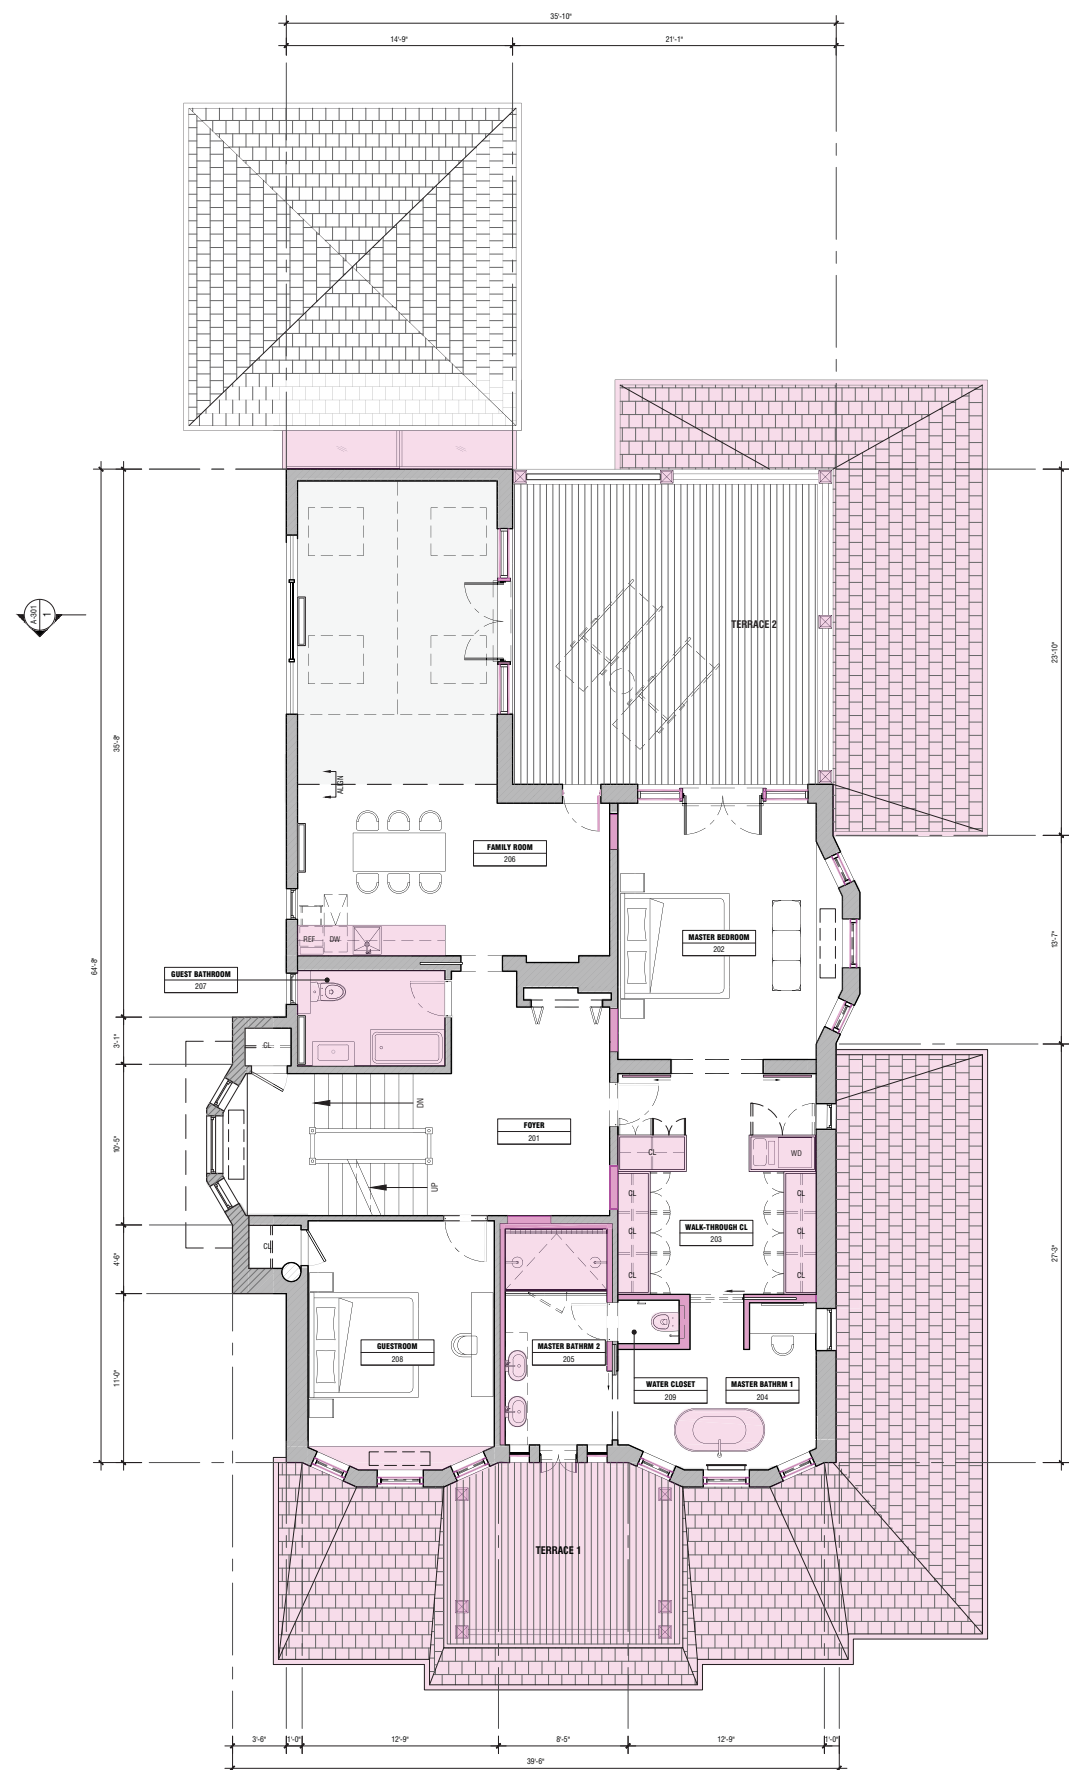 35'-10"
14'-9"
21'-1"
A-301
1
TERRACE 2
23'-10"
35'-8"
ALIGN
FAMILY ROOM
206
REF
DW
MASTER BEDROOM
202
13'-7"
64'-8"
GUEST BATHROOM
207
3'-1"
CL
DN
FOYER
201
10'-5"
UP
CL
WD
CL
CL
CL
CL
CL
CL
WALK-THROUGH CL
203
CL
4'-6"
27'-3"
GUESTROOM
208
MASTER BATHRM 2
205
11'-0"
WATER CLOSET
209
MASTER BATHRM 1
204
TERRACE 1
3'-6"
1'-0"
12'-9"
8'-5"
12'-9"
1'-0"
39'-6"